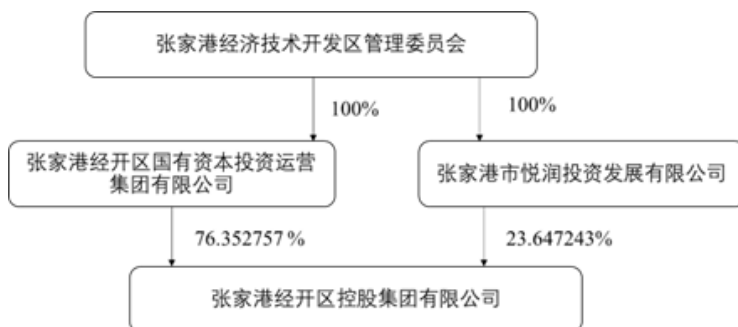 张家港经济技术开发区管理委员会
100%
100%
张家港经开区国有资本投资运营
集团有限公司
张家港市悦润投资发展有限公司
76.352757 %
23.647243%
张家港经开区控股集团有限公司